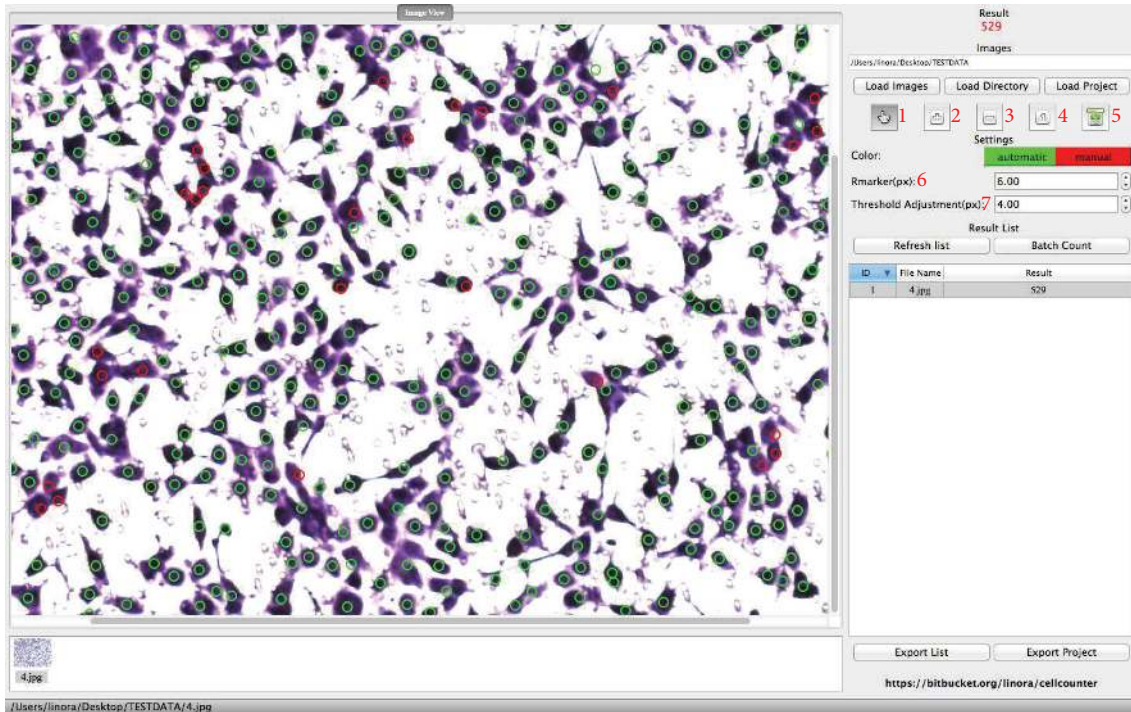 Image View
Result
529
Images
/Users/linora/Desktop/TESTDATA
Load Images Load Directory Load Project
1 2 3 4 5
Settings
Color: automatic manual
Rmarker(px): 6 6.00
Threshold Adjustment(px): 7 4.00
Result List
Refresh list Batch Count
ID File Name Result
1 4.jpg 529
4.jpg
Export List Export Project
https://bitbucket.org/linora/cellcounter
/Users/linora/Desktop/TESTDATA/4.jpg